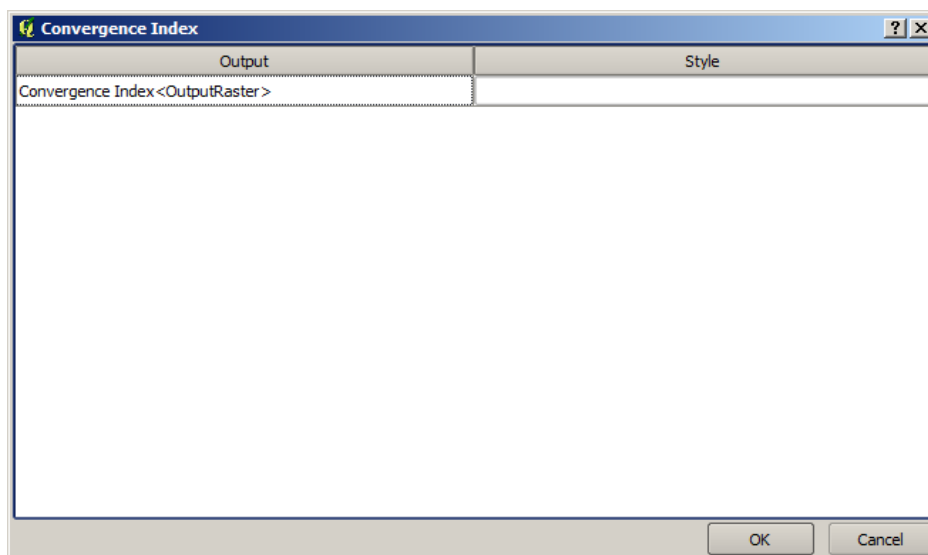 Convergence Index
Output Style
Convergence Index<OutputRaster>
OK Cancel